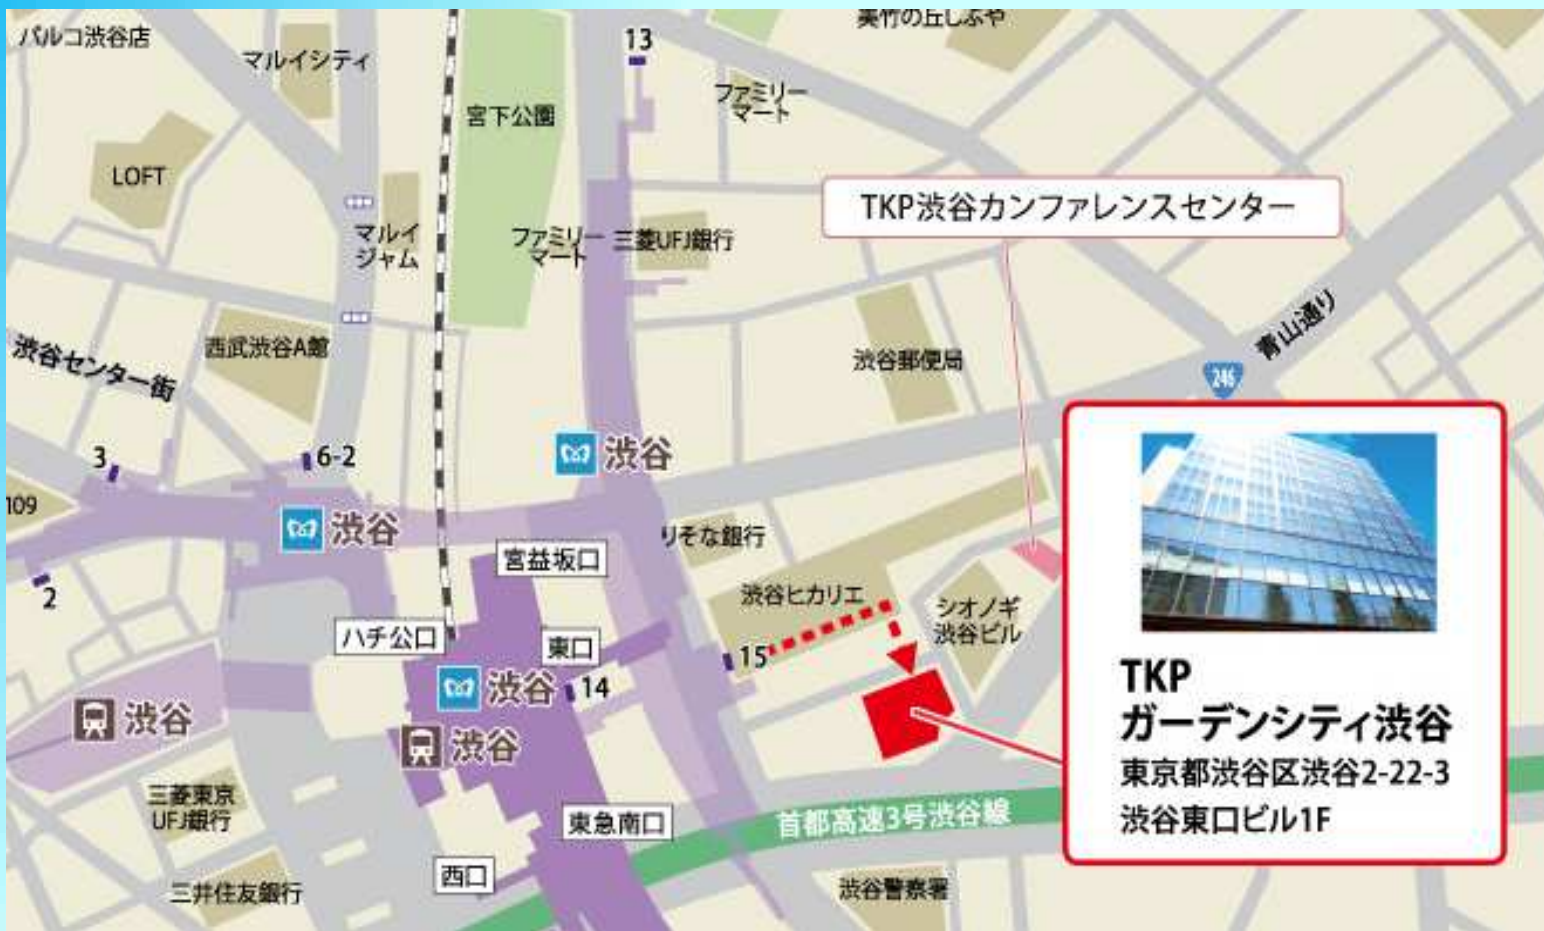 パルコ渋谷店
マルイシティ
13
美竹の丘しぶや
宮下公園
ファミリー
マート
LOFT
TKP渋谷カンファレンスセンター
マルイ
ジャム
ファミリー
マート
三菱UFJ銀行
渋谷センター街
西武渋谷A館
渋谷郵便局
青山通り
246
3
6-2
渋谷
109
渋谷
りそな銀行
宮益坂口
2
ハチ公口
東口
渋谷ヒカリエ
シオノギ
渋谷ビル
15
渋谷
14
渋谷
渋谷
TKP
ガーデンシティ渋谷
東京都渋谷区渋谷2-22-3
渋谷東口ビル1F
三菱東京
UFJ銀行
東急南口
首都高速3号渋谷線
西口
三井住友銀行
渋谷警察署